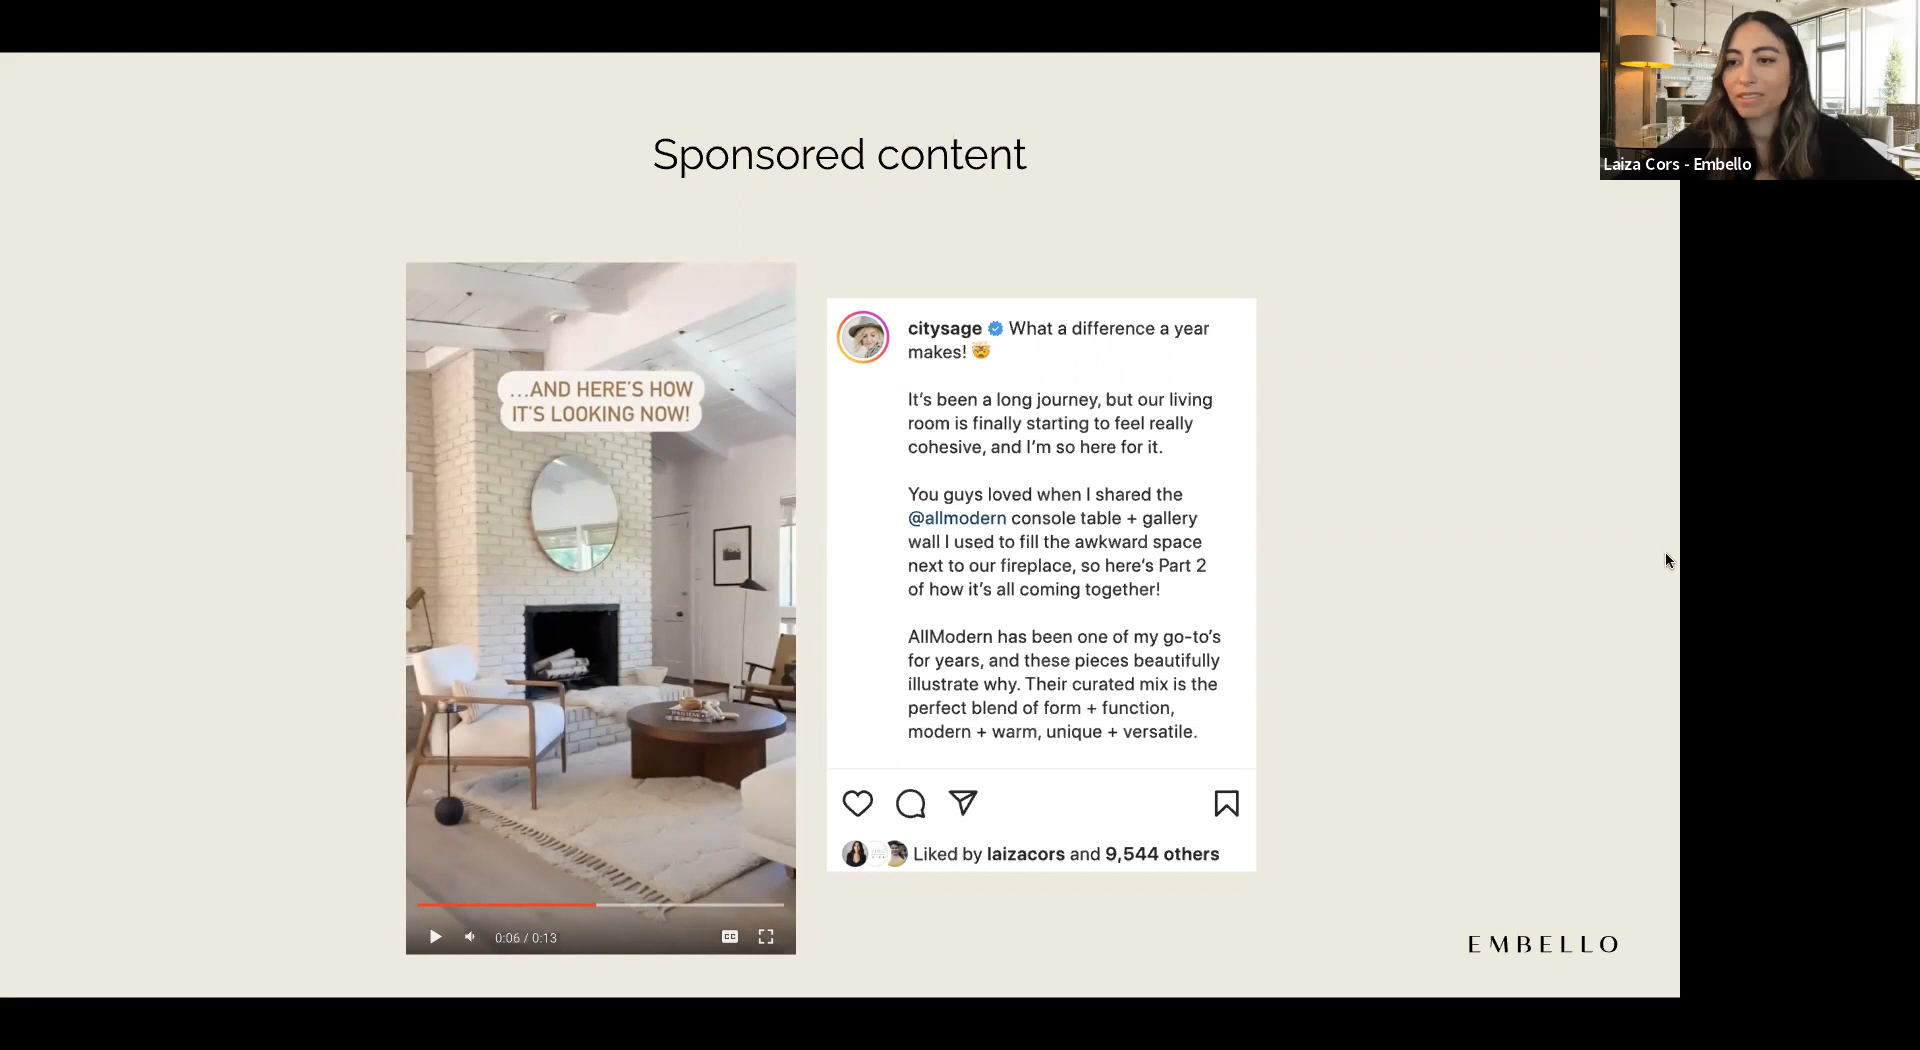 Sponsored content
Laiza Cors - Embello
...AND HERE'S HOW
IT'S LOOKING NOW!
0:06 / 0:13
CC
citysage What a difference a year
makes! 🤯
It's been a long journey, but our living
room is finally starting to feel really
cohesive, and I'm so here for it.
You guys loved when I shared the
@allmodern console table + gallery
wall I used to fill the awkward space
next to our fireplace, so here's Part 2
of how it's all coming together!
AllModern has been one of my go-to's
for years, and these pieces beautifully
illustrate why. Their curated mix is the
perfect blend of form + function,
modern + warm, unique + versatile.
Liked by laizacors and 9,544 others
EMBELLO